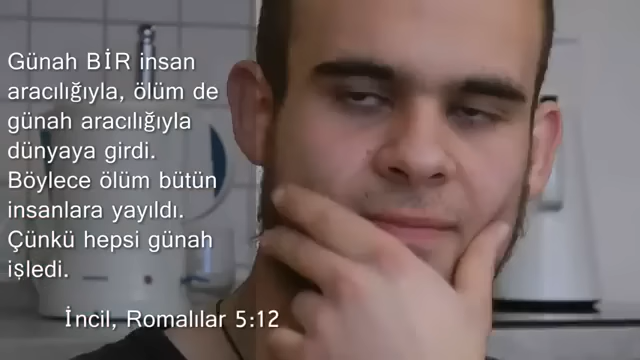 Günah BİR insan
aracılığıyla, ölüm de
günah aracılığıyla
dünyaya girdi.
Böylece ölüm bütün
insanlara yayıldı.
Çünkü hepsi günah
işledi.
İncil, Romalılar 5:12